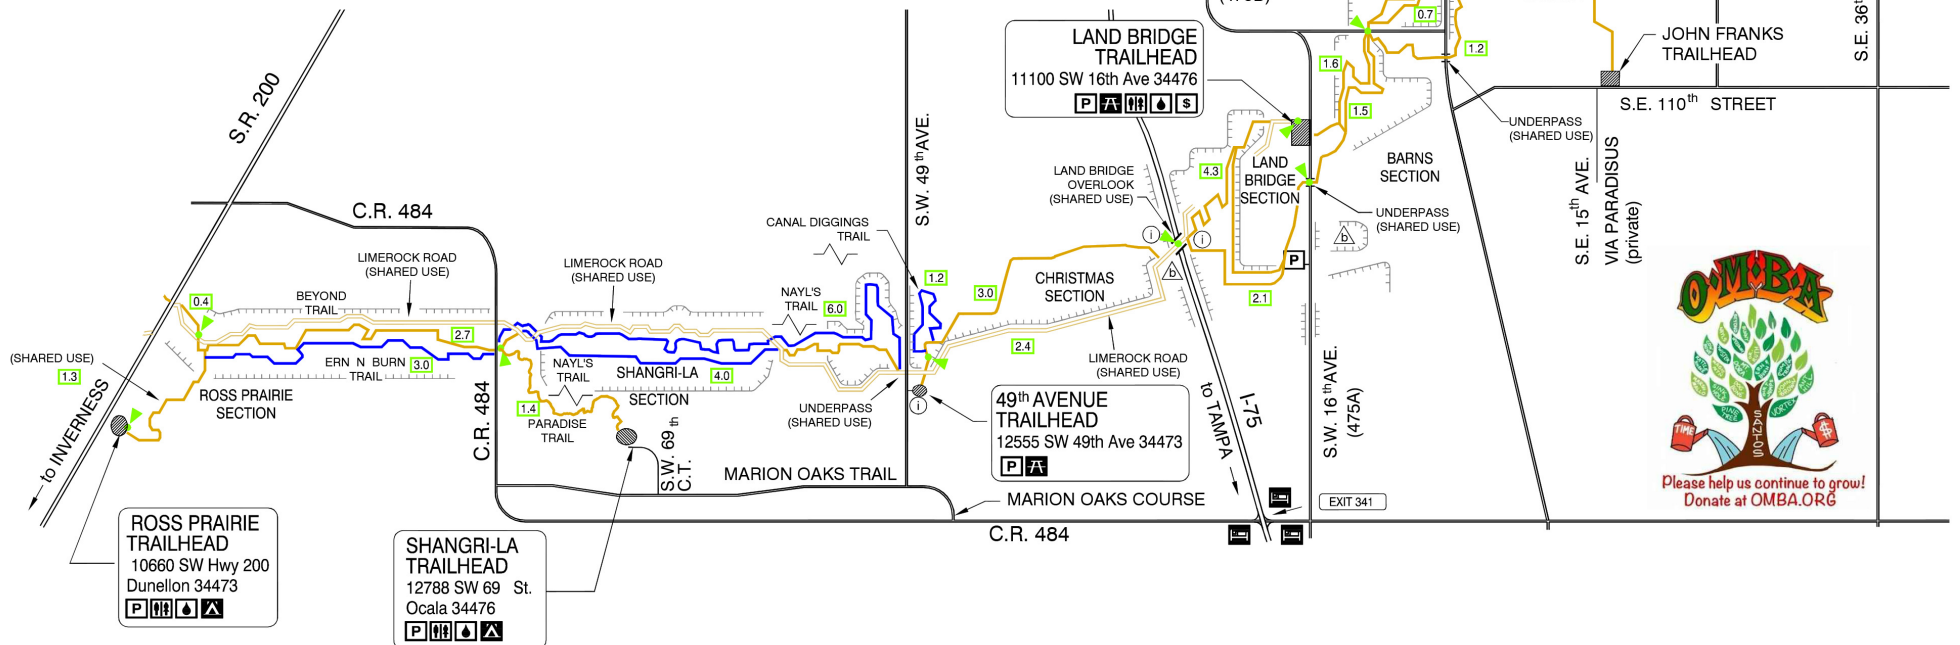 S.R. 200
C.R. 484
LIMEROCK ROAD
(SHARED USE)
BEYOND
TRAIL
0.4
2.7
ERN N BURN
TRAIL
3.0
(SHARED USE)
1.3
ROSS PRAIRIE
SECTION
to INVERNESS
ROSS PRAIRIE
TRAILHEAD
10660 SW Hwy 200
Dunellon 34473
P
C.R. 484
LIMEROCK ROAD
(SHARED USE)
NAYL'S
TRAIL
6.0
CANAL DIGGINGS
TRAIL
1.2
NAYL'S
TRAIL
SHANGRI-LA
SECTION
4.0
1.4
PARADISE
TRAIL
S.W. 69 th
C.T.
UNDERPASS
(SHARED USE)
MARION OAKS TRAIL
SHANGRI-LA
TRAILHEAD
12788 SW 69 St.
Ocala 34476
P
S.W. 49th AVE.
i
49th AVENUE
TRAILHEAD
12555 SW 49th Ave 34473
P
MARION OAKS COURSE
C.R. 484
3.0
CHRISTMAS
SECTION
2.4
LIMEROCK ROAD
(SHARED USE)
LAND BRIDGE
TRAILHEAD
11100 SW 16th Ave 34476
P
$
LAND BRIDGE
OVERLOOK
(SHARED USE)
i
i
b
4.3
LAND
BRIDGE
SECTION
P
2.1
to TAMPA
I-75
S.W. 16th AVE.
(475A)
EXIT 341
0.7
1.2
1.6
1.5
BARNS
SECTION
UNDERPASS
(SHARED USE)
b
UNDERPASS
(SHARED USE)
JOHN FRANKS
TRAILHEAD
S.E. 110th STREET
S.E. 15th AVE.
VIA PARADISUS
(private)
S.E. 36th
OMBA
PINE TREE
VORTEX
SANTOS
TIME
$
Please help us continue to grow!
Donate at OMBA.ORG